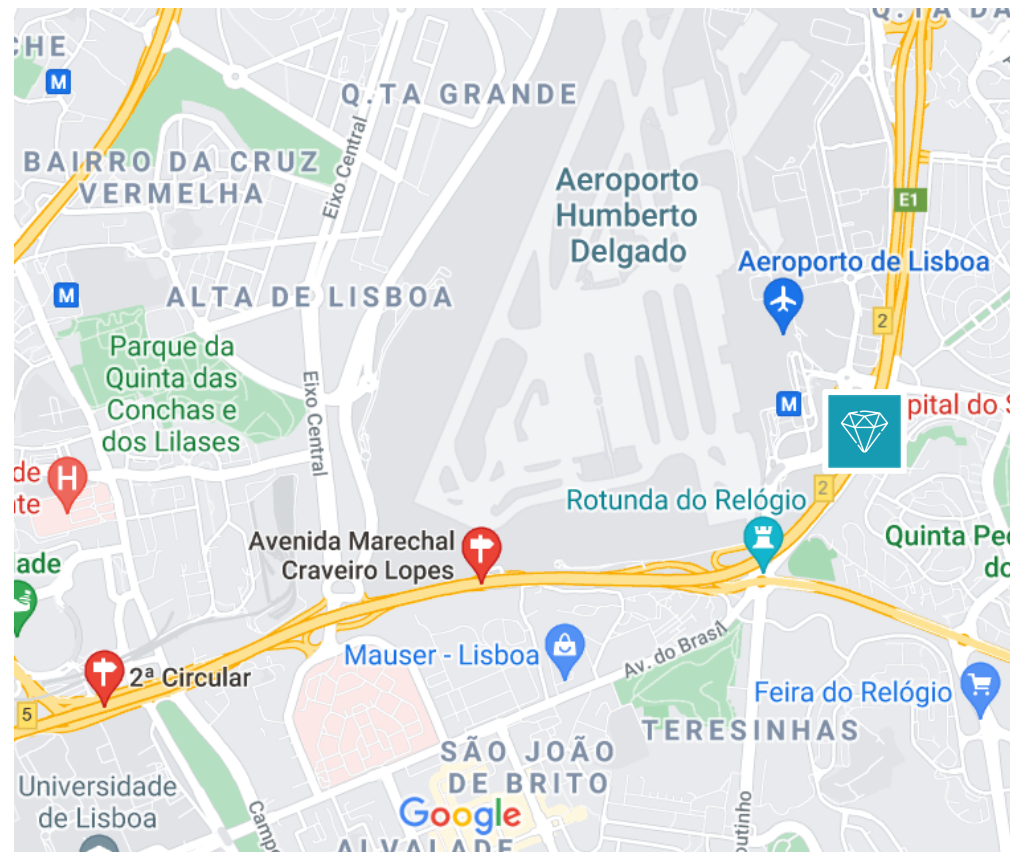 CHE
Q.TA DA
M
Q.TA GRANDE
Eixo Central
BAIRRO DA CRUZ
VERMELHA
Aeroporto
Humberto
Delgado
E1
Aeroporto de Lisboa
M
ALTA DE LISBOA
2
Parque da
Quinta das
Conchas e
dos Lilases
Eixo Central
M
pital do S
de
nte
H
2
Rotunda do Relógio
Avenida Marechal
Craveiro Lopes
Quinta Pe
do
dade
Av. do Brasil
Mauser - Lisboa
2ª Circular
5
Feira do Relógio
TERESINHAS
SÃO JOÃO
DE BRITO
Universidade
de Lisboa
Google
Campo
outinho
ALVALADE